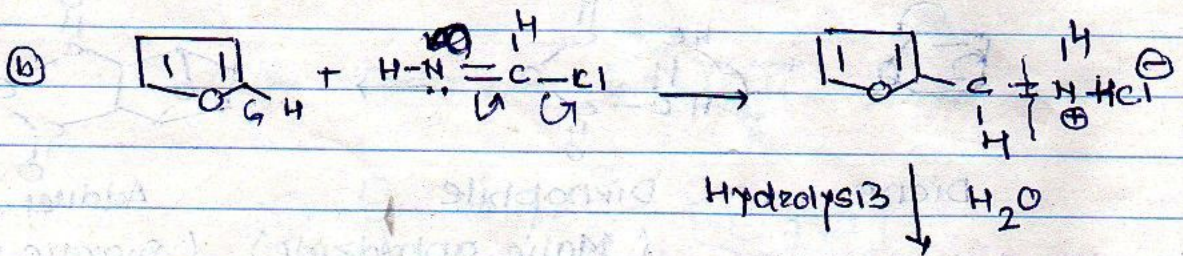 ⓑ O H + H-N̈=C-Cl H → O C=N-HCl H H ⊕ ⊖
Hydrolysis H₂O